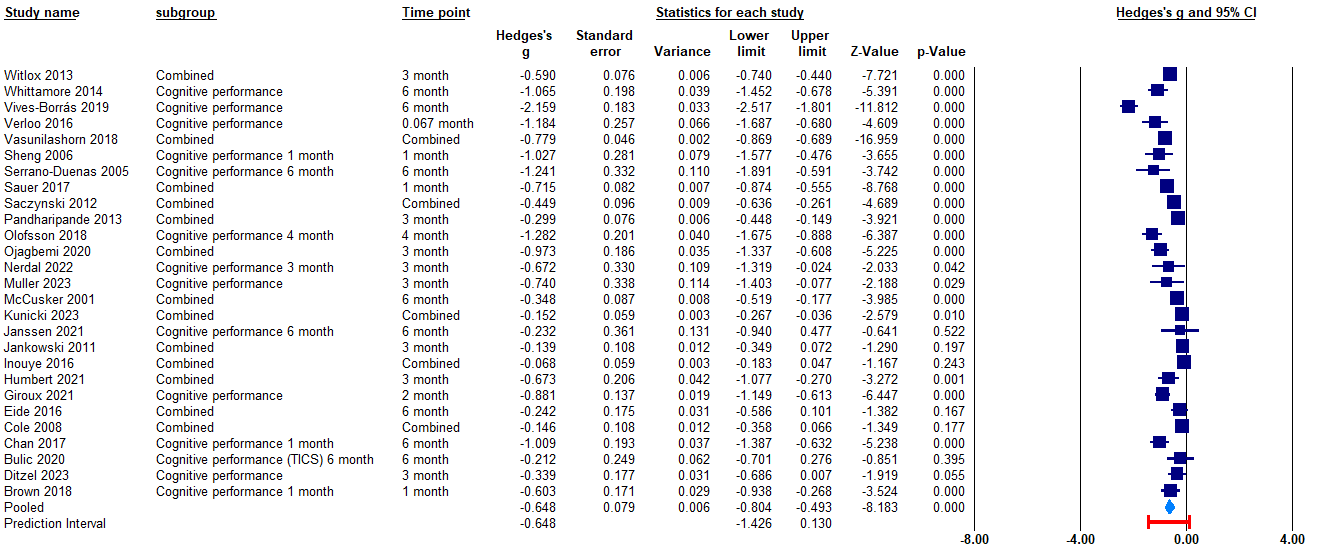 Study name subgroup Time point Statistics for each study Hedges's g and 95% CI
Hedges's g Standard error Variance Lower limit Upper limit Z-Value p-Value
Witlox 2013 Combined 3 month -0.590 0.076 0.006 -0.740 -0.440 -7.721 0.000
Whittamore 2014 Cognitive performance 6 month -1.065 0.198 0.039 -1.452 -0.678 -5.391 0.000
Vives-Borrás 2019 Cognitive performance 6 month -2.159 0.183 0.033 -2.517 -1.801 -11.812 0.000
Verloo 2016 Cognitive performance 0.067 month -1.184 0.257 0.066 -1.687 -0.680 -4.609 0.000
Vasunilashorn 2018 Combined Combined -0.779 0.046 0.002 -0.869 -0.689 -16.959 0.000
Sheng 2006 Cognitive performance 1 month 1 month -1.027 0.281 0.079 -1.577 -0.476 -3.655 0.000
Serrano-Duenas 2005 Cognitive performance 6 month 6 month -1.241 0.332 0.110 -1.891 -0.591 -3.742 0.000
Sauer 2017 Combined 1 month -0.715 0.082 0.007 -0.874 -0.555 -8.768 0.000
Saczynski 2012 Combined Combined -0.449 0.096 0.009 -0.636 -0.261 -4.689 0.000
Pandharipande 2013 Combined 3 month -0.299 0.076 0.006 -0.448 -0.149 -3.921 0.000
Olofsson 2018 Cognitive performance 4 month 4 month -1.282 0.201 0.040 -1.675 -0.888 -6.387 0.000
Ojagbemi 2020 Combined 3 month -0.973 0.186 0.035 -1.337 -0.608 -5.225 0.000
Nerdal 2022 Cognitive performance 3 month 3 month -0.672 0.330 0.109 -1.319 -0.024 -2.033 0.042
Muller 2023 Cognitive performance 3 month -0.740 0.338 0.114 -1.403 -0.077 -2.188 0.029
McCusker 2001 Combined 6 month -0.348 0.087 0.008 -0.519 -0.177 -3.985 0.000
Kunicki 2023 Combined Combined -0.152 0.059 0.003 -0.267 -0.036 -2.579 0.010
Janssen 2021 Cognitive performance 6 month 6 month -0.232 0.361 0.131 -0.940 0.477 -0.641 0.522
Jankowski 2011 Combined 3 month -0.139 0.108 0.012 -0.349 0.072 -1.290 0.197
Inouye 2016 Combined Combined -0.068 0.059 0.003 -0.183 0.047 -1.167 0.243
Humbert 2021 Combined 3 month -0.673 0.206 0.042 -1.077 -0.270 -3.272 0.001
Giroux 2021 Cognitive performance 2 month -0.881 0.137 0.019 -1.149 -0.613 -6.447 0.000
Eide 2016 Combined 6 month -0.242 0.175 0.031 -0.586 0.101 -1.382 0.167
Cole 2008 Combined Combined -0.146 0.108 0.012 -0.358 0.066 -1.349 0.177
Chan 2017 Cognitive performance 1 month 6 month -1.009 0.193 0.037 -1.387 -0.632 -5.238 0.000
Bulic 2020 Cognitive performance (TICS) 6 month 6 month -0.212 0.249 0.062 -0.701 0.276 -0.851 0.395
Ditzel 2023 Cognitive performance 3 month -0.339 0.177 0.031 -0.686 0.007 -1.919 0.055
Brown 2018 Cognitive performance 1 month 1 month -0.603 0.171 0.029 -0.938 -0.268 -3.524 0.000
Pooled -0.648 0.079 0.006 -0.804 -0.493 -8.183 0.000
Prediction Interval -0.648 -1.426 0.130
-8.00 -4.00 0.00 4.00